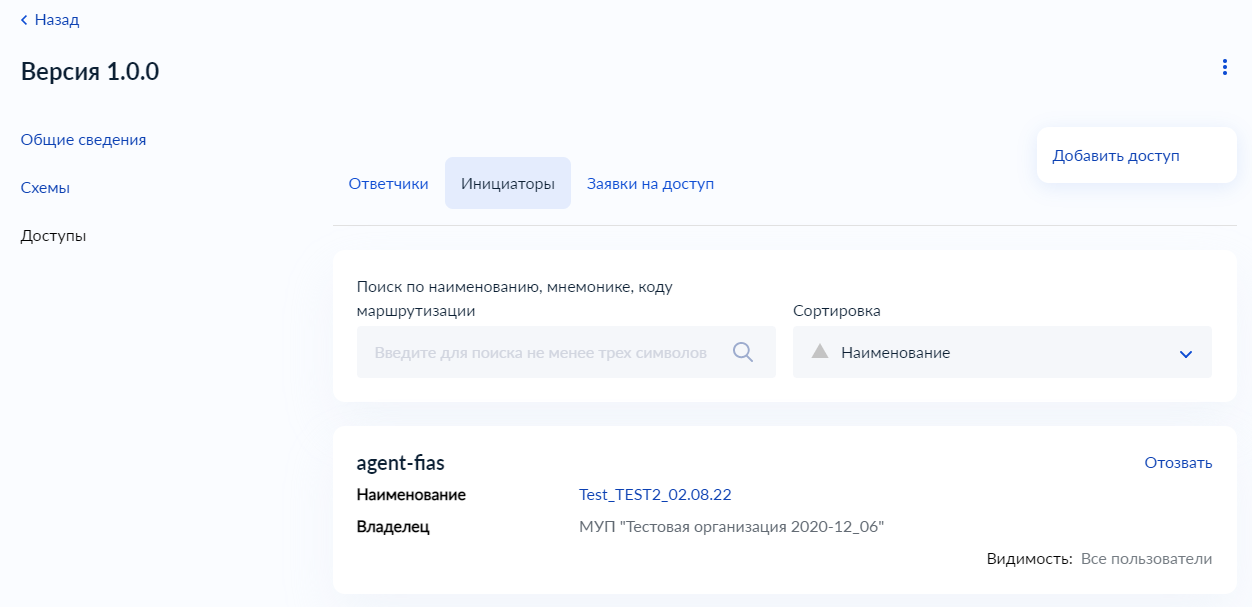 Назад
Версия 1.0.0
Общие сведения
Схемы
Доступы
Добавить доступ
Ответчики Инициаторы Заявки на доступ
Поиск по наименованию, мнемонике, коду
маршрутизации
Сортировка
Введите для поиска не менее трех символов
Наименование
agent-fias
Отозвать
Наименование Test_TEST2_02.08.22
Владелец МУП "Тестовая организация 2020-12_06"
Видимость: Все пользователи